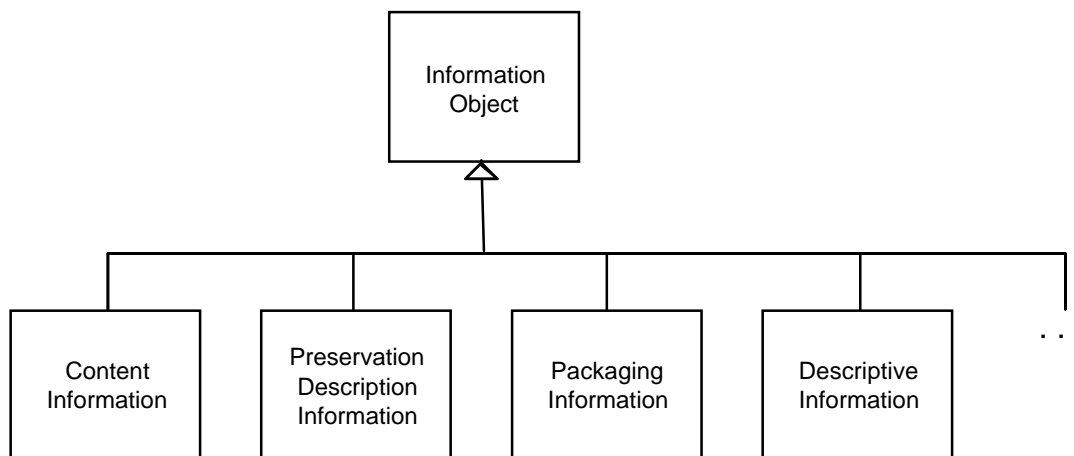 Information
Object
Content
Information
Preservation
Description
Information
Packaging
Information
Descriptive
Information
. .